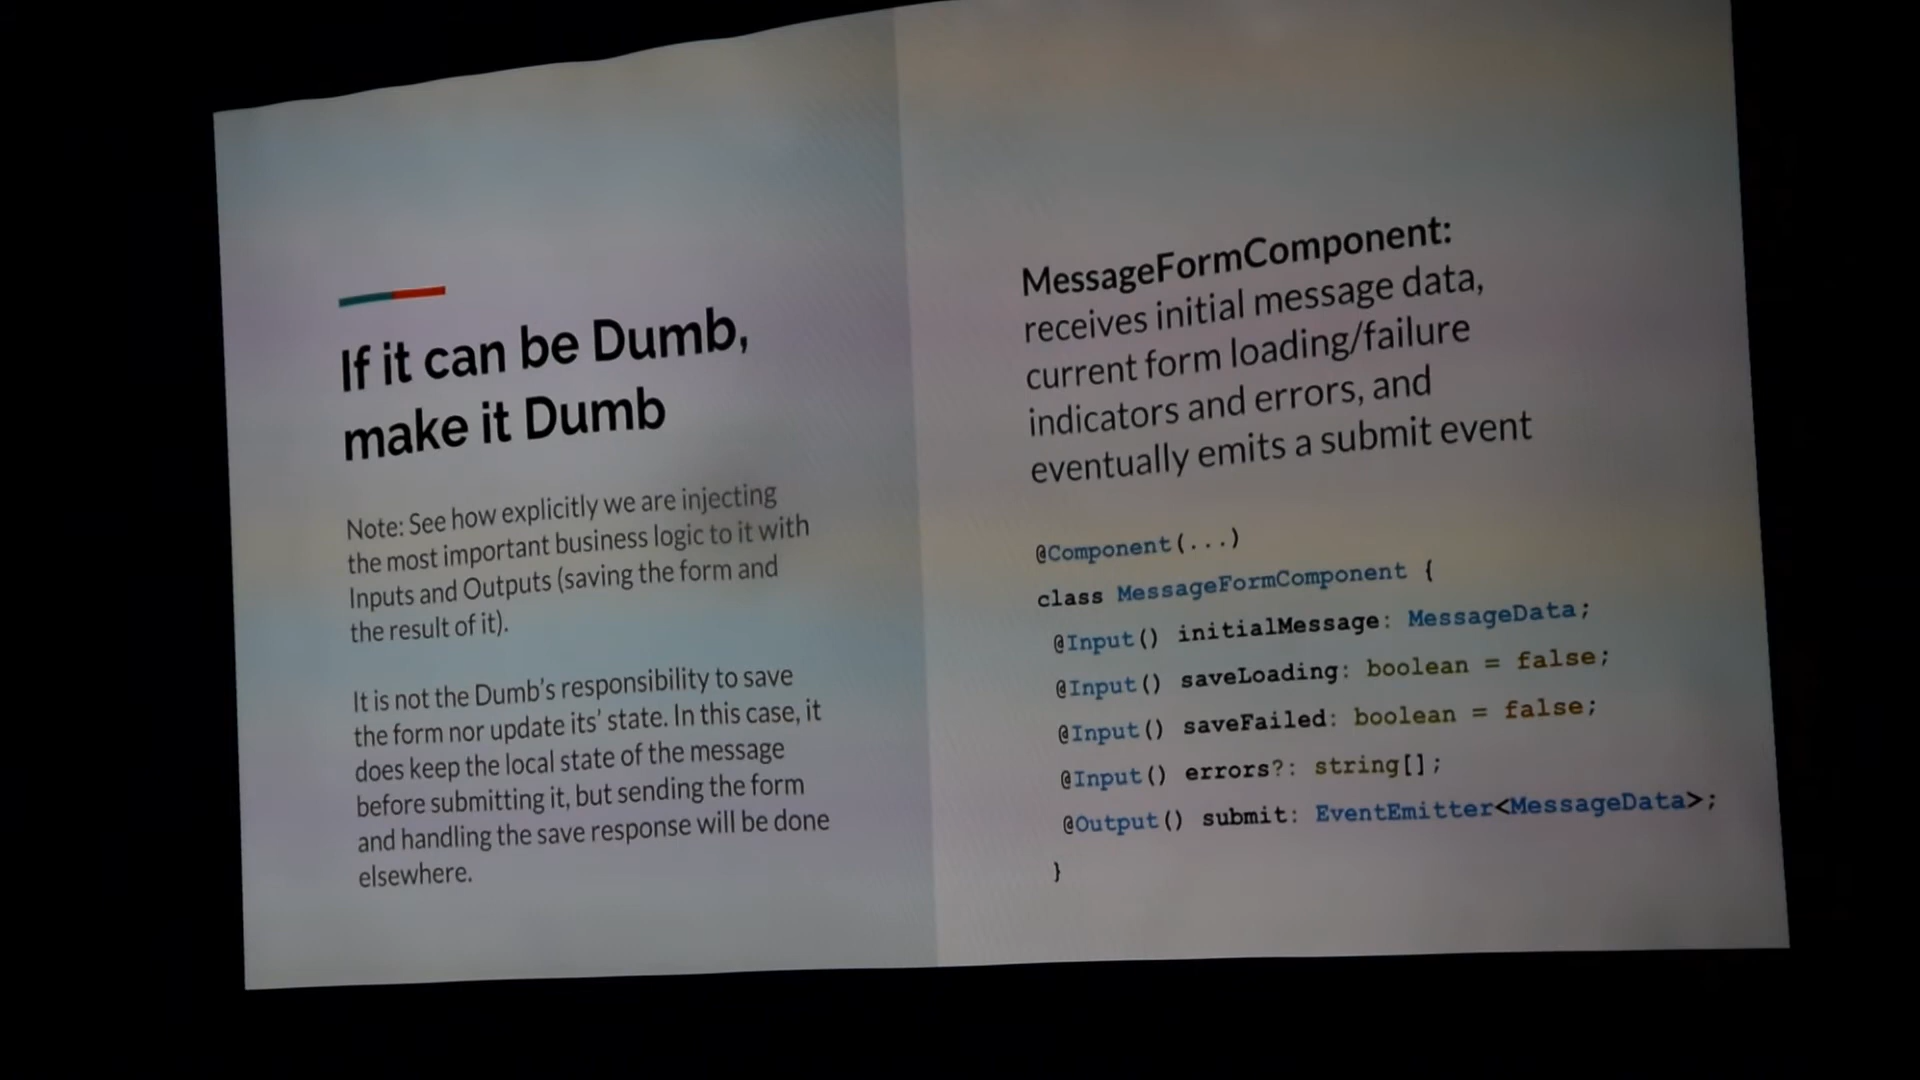 If it can be Dumb,
make it Dumb
Note: See how explicitly we are injecting
the most important business logic to it with
Inputs and Outputs (saving the form and
the result of it).
It is not the Dumb's responsibility to save
the form nor update its' state. In this case, it
does keep the local state of the message
before submitting it, but sending the form
and handling the save response will be done
elsewhere.
MessageFormComponent:
receives initial message data,
current form loading/failure
indicators and errors, and
eventually emits a submit event
@Component(...)
class MessageFormComponent {
@Input() initialMessage: MessageData;
@Input() saveLoading: boolean = false;
@Input() saveFailed: boolean = false;
@Input() errors?: string[];
@Output() submit: EventEmitter<MessageData>;
}